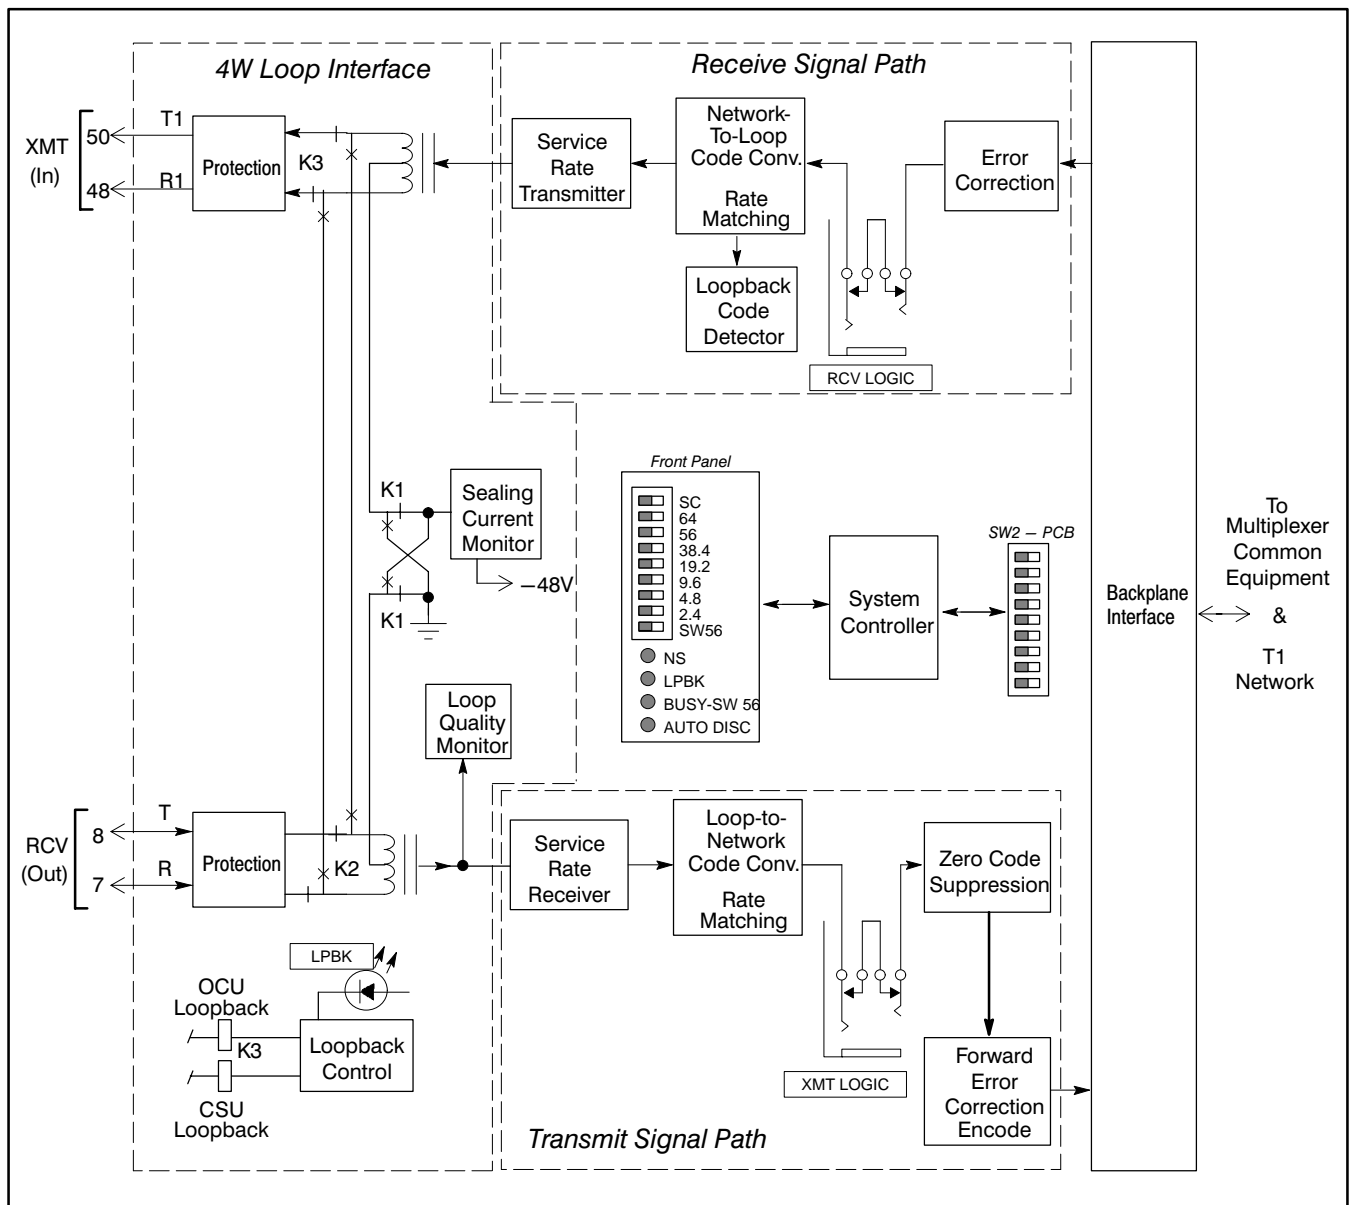 4W Loop Interface
Receive Signal Path
XMT
(In)
50
T1
48
R1
Protection
K3
Service
Rate
Transmitter
Network-
To-Loop
Code Conv.
Rate
Matching
Loopback
Code
Detector
Error
Correction
RCV LOGIC
K1
K1
Sealing
Current
Monitor
–48V
Front Panel
SC
64
56
38.4
19.2
9.6
4.8
2.4
SW56
NS
LPBK
BUSY-SW 56
AUTO DISC
System
Controller
SW2 – PCB
Backplane
Interface
To
Multiplexer
Common
Equipment
&
T1
Network
Loop
Quality
Monitor
RCV
(Out)
8
T
7
R
Protection
K2
Service
Rate
Receiver
Loop-to-
Network
Code Conv.
Rate
Matching
Zero Code
Suppression
XMT LOGIC
Forward
Error
Correction
Encode
LPBK
OCU
Loopback
K3
Loopback
Control
CSU
Loopback
Transmit Signal Path